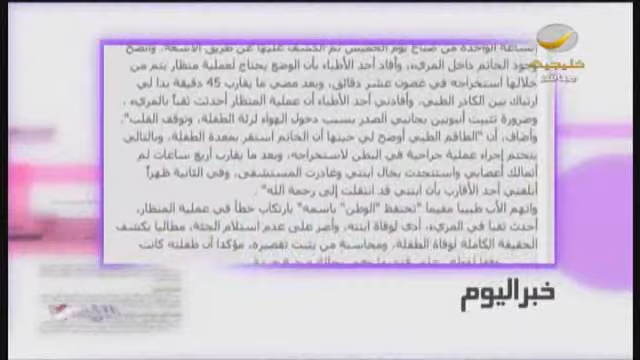 الساعة الواحدة من صباح يوم الخميس تم الكشف عليها عن طريق الأشعة، واتضح
وجود الخاتم داخل المريء، وأفاد أحد الأطباء بأن الوضع يحتاج لعملية منظار يتم من
خلالها استخراجه في غضون عشر دقائق، وبعد مضي ما يقارب 45 دقيقة بدا لي
ارتباك بين الكادر الطبي، وأفادني أحد الأطباء أن عملية المنظار أحدثت ثقباً بالمريء،
وضرورة تثبيت أنبوبين بجانبي الصدر بسبب دخول الهواء لرئة الطفلة، وتوقف القلب".
وأضاف، أن "الطاقم الطبي أوضح لي حينها أن الخاتم استقر بمعدة الطفلة، وبالتالي
يتحتم إجراء عملية جراحية في البطن لاستخراجه، وبعد ما يقارب أربع ساعات لم
أتمالك أعصابي واستنجدت بخال ابنتي وغادرت المستشفى، وفي الثانية ظهراً
أبلغني أحد الأقارب بأن ابنتي قد انتقلت إلى رحمة الله" .
واتهم الأب طبيبا مقيما "تحتفظ "الوطن" باسمه" بارتكاب خطأ في عملية المنظار،
أحدث ثقبا في المريء، أدى لوفاة ابنته، وأصر على عدم استلام الجثة، مطالبا بكشف
الحقيقة الكاملة لوفاة الطفلة، ومحاسبة من يثبت تقصيره، مؤكدا أن طفلته كانت
خليجية
مباشر
خبر اليوم